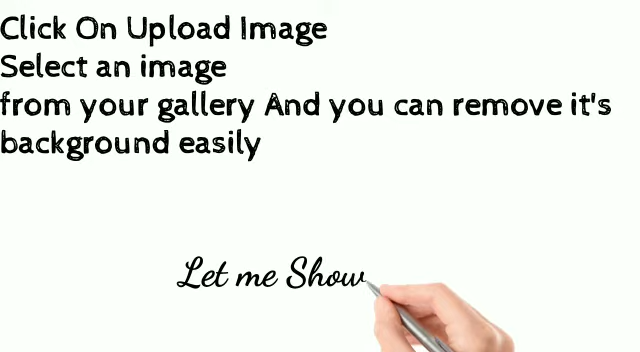 Click On Upload Image
Select an image
from your gallery And you can remove it's
background easily
Let me Show